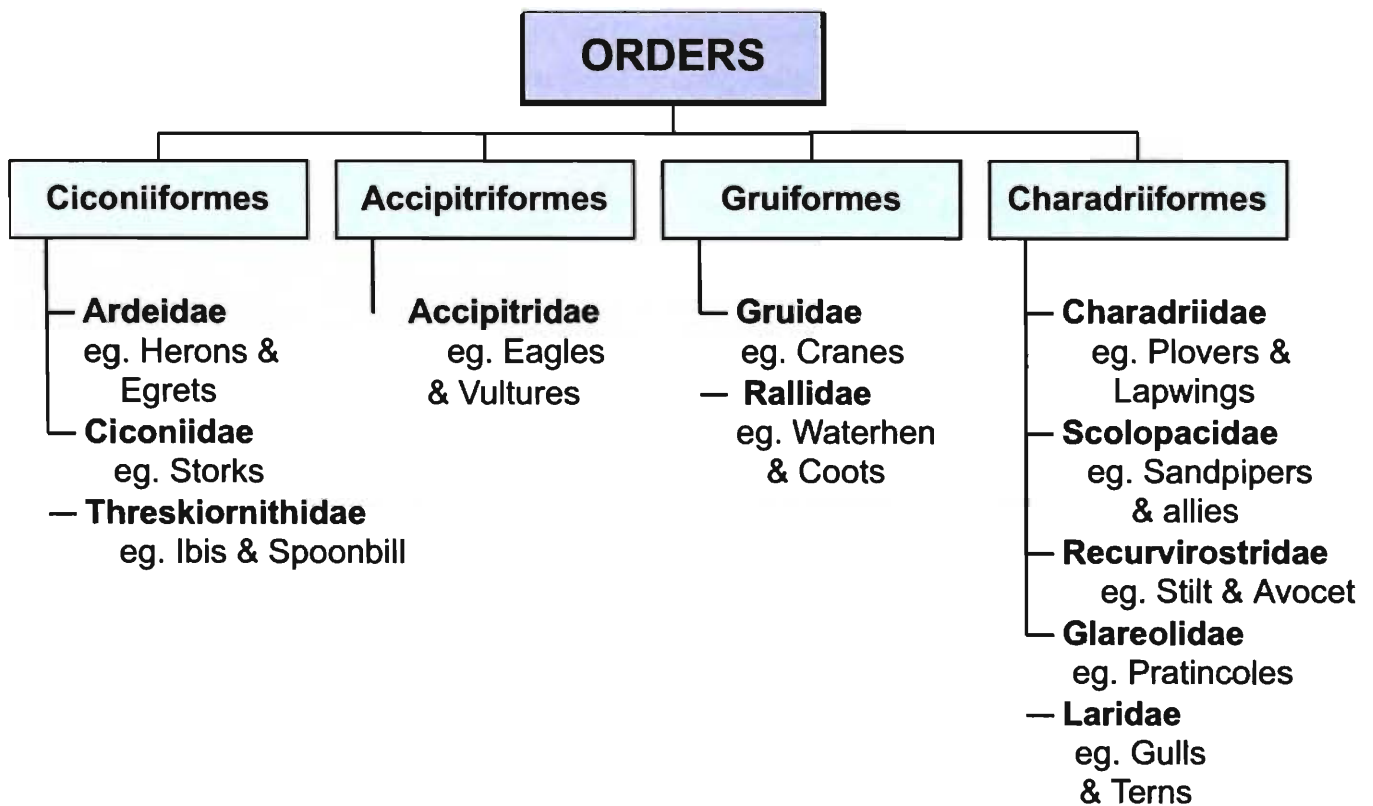 ORDERS
Ciconiiformes
Ardeidae
eg. Herons &
Egrets
Ciconiidae
eg. Storks
Threskiornithidae
eg. Ibis & Spoonbill
Accipitriformes
Accipitridae
eg. Eagles
& Vultures
Gruiformes
Gruidae
eg. Cranes
Rallidae
eg. Waterhen
& Coots
Charadriiformes
Charadriidae
eg. Plovers &
Lapwings
Scolopacidae
eg. Sandpipers
& allies
Recurvirostridae
eg. Stilt & Avocet
Glareolidae
eg. Pratincoles
Laridae
eg. Gulls
& Terns